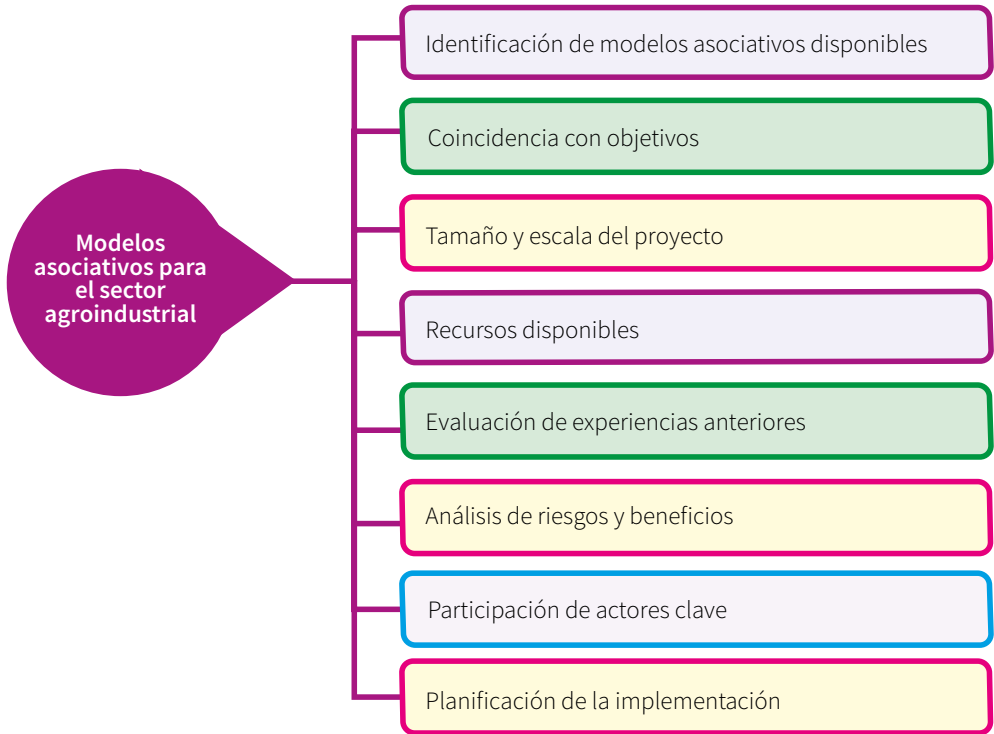 Modelos
asociativos para
el sector
agroindustrial
Identificación de modelos asociativos disponibles
Coincidencia con objetivos
Tamaño y escala del proyecto
Recursos disponibles
Evaluación de experiencias anteriores
Análisis de riesgos y beneficios
Participación de actores clave
Planificación de la implementación